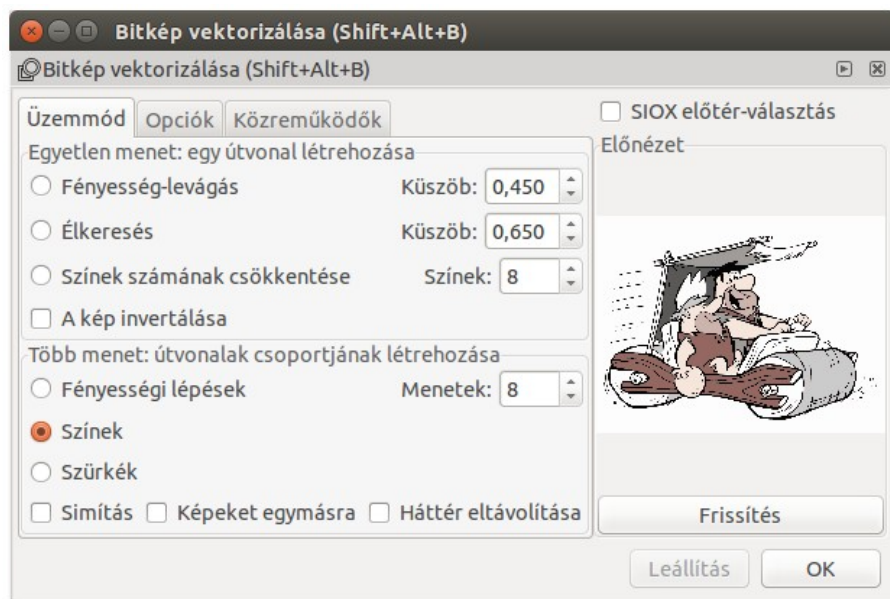 Bitkép vektorizálása (Shift+Alt+B)
Bitkép vektorizálása (Shift+Alt+B)
Üzemmód Opciók Közreműködők
Egyetlen menet: egy útvonal létrehozása
Fényesség-levágás Küszöb: 0,450
Élkeresés Küszöb: 0,650
Színek számának csökkentése Színek: 8
A kép invertálása
Több menet: útvonalak csoportjának létrehozása
Fényességi lépések Menetek: 8
Színek
Szürkék
Simítás Képeket egymásra Háttér eltávolítása
SIOX előtér-választás
Előnézet
Frissítés
Leállítás OK